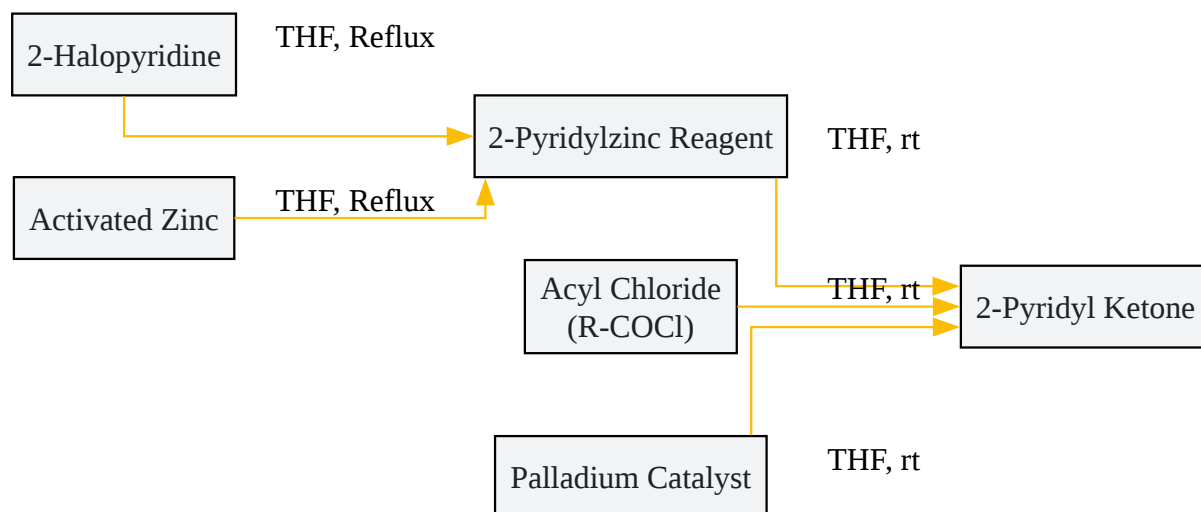 2-Halopyridine
THF, Reflux
2-Pyridylzinc Reagent
THF, rt
Activated Zinc
THF, Reflux
Acyl Chloride
(R-COCl)
THF, rt
2-Pyridyl Ketone
Palladium Catalyst
THF, rt